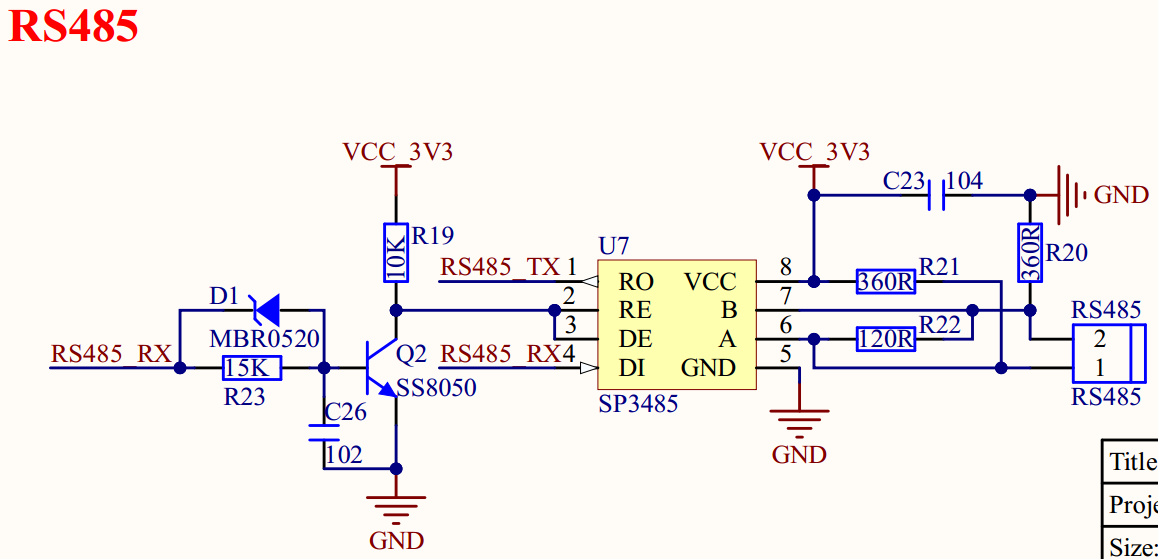 RS485
VCC_3V3
VCC_3V3
C23
104
GND
10K
R19
360R
R20
U7
RS485_TX
1
RO
VCC
8
360R
R21
2
RE
B
7
D1
MBR0520
3
DE
A
6
120R
R22
RS485
2
1
RS485
RS485_RX
15K
R23
Q2
SS8050
RS485_RX
4
DI
GND
5
SP3485
C26
102
GND
GND
Title
Proje
Size: